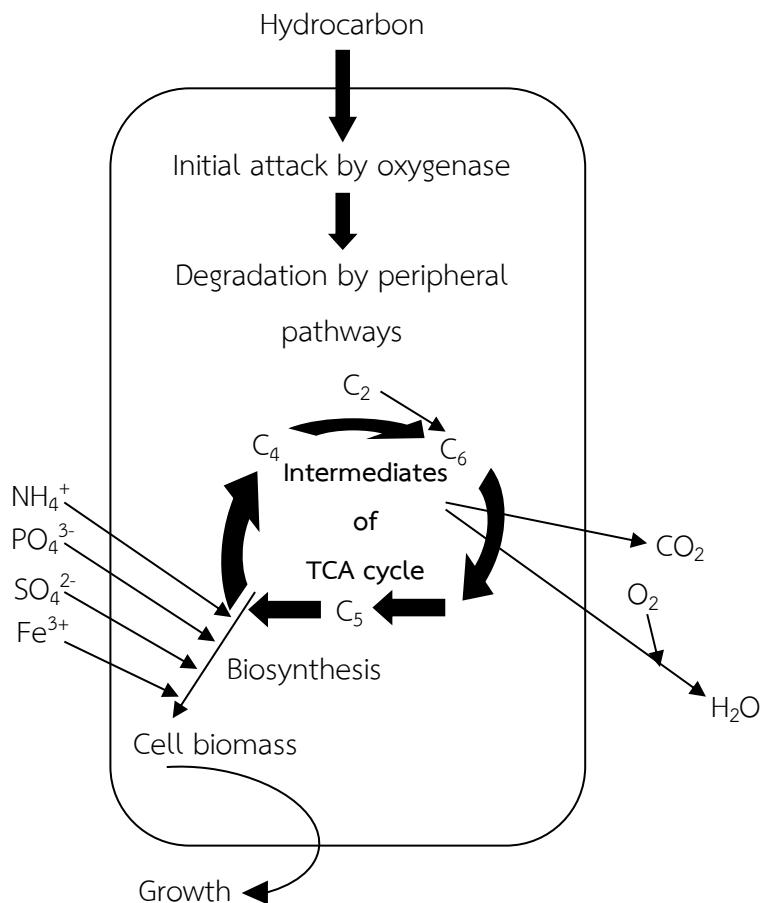 Hydrocarbon
Initial attack by oxygenase
Degradation by peripheral
pathways
C₂
C₄
C₆
Intermediates
of
TCA cycle
C₅
NH₄⁺
PO₄³⁻
SO₄²⁻
Fe³⁺
CO₂
O₂
H₂O
Biosynthesis
Cell biomass
Growth